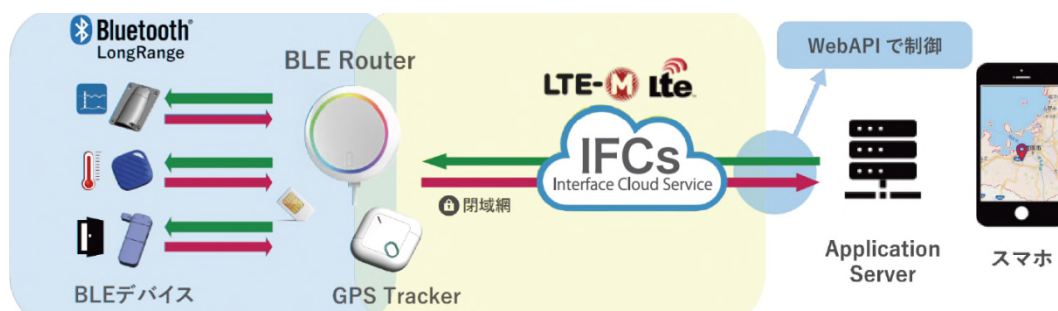 Bluetooth®
LongRange
BLE Router
LTE-M LTe
IFCs
Interface Cloud Service
閉域網
WebAPIで制御
BLEデバイス
GPS Tracker
Application
Server
スマホ